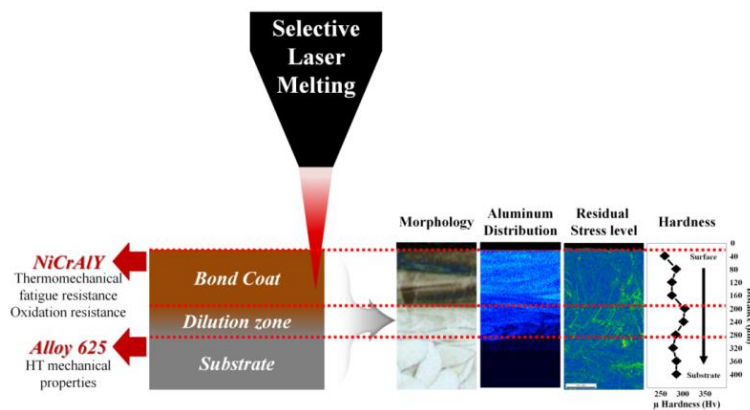 Selective
Laser
Melting
Morphology
Aluminum
Distribution
Residual
Stress level
Hardness
NiCrAlY
Thermomechanical
fatigue resistance
Oxidation resistance
Alloy 625
HT mechanical
properties
Bond Coat
Dilution zone
Substrate
Surface
Substrate
0
40
80
120
160
200
240
280
320
360
400
Distance (µm)
250 300 350
µ Hardness (Hv)